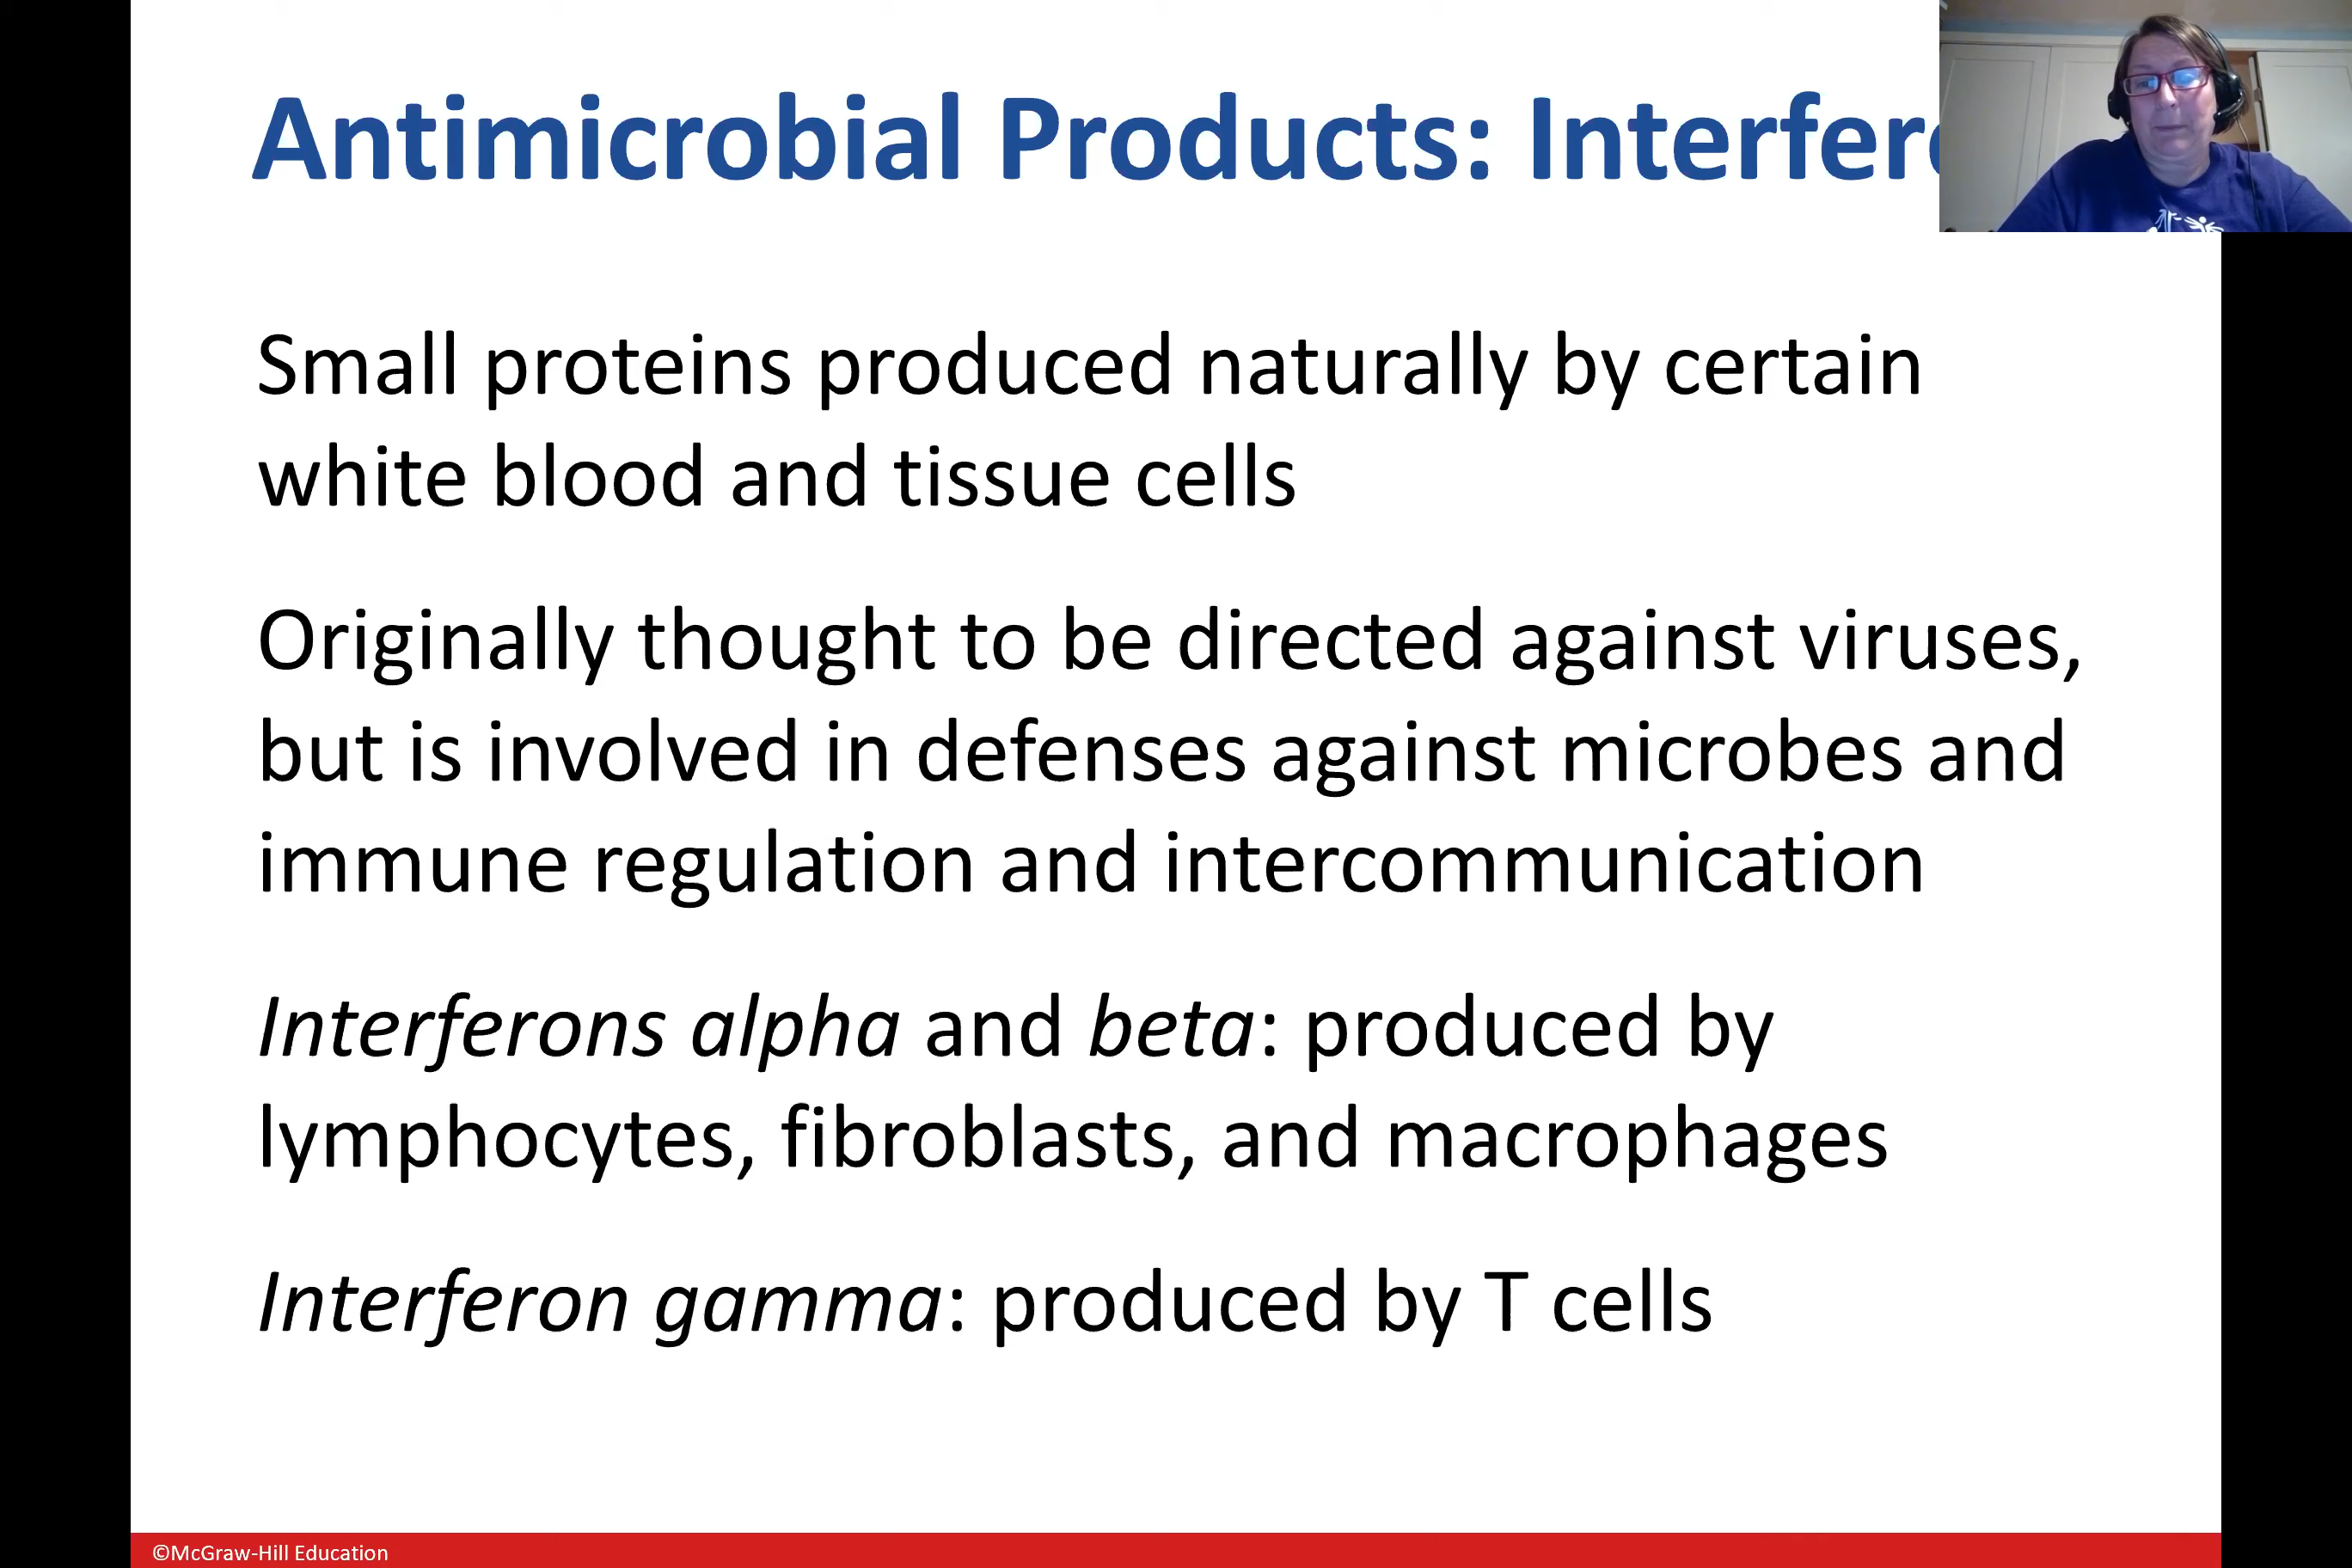 Antimicrobial Products:
Small proteins produced naturally by certain
white blood and tissue cells
Originally thought to be directed against viruses,
but is involved in defenses against microbes and
immune regulation and intercommunication
Interferons alpha and beta: produced by
lymphocytes, fibroblasts, and macrophages
Interferon gamma: produced by T cells
©McGraw-Hill Education